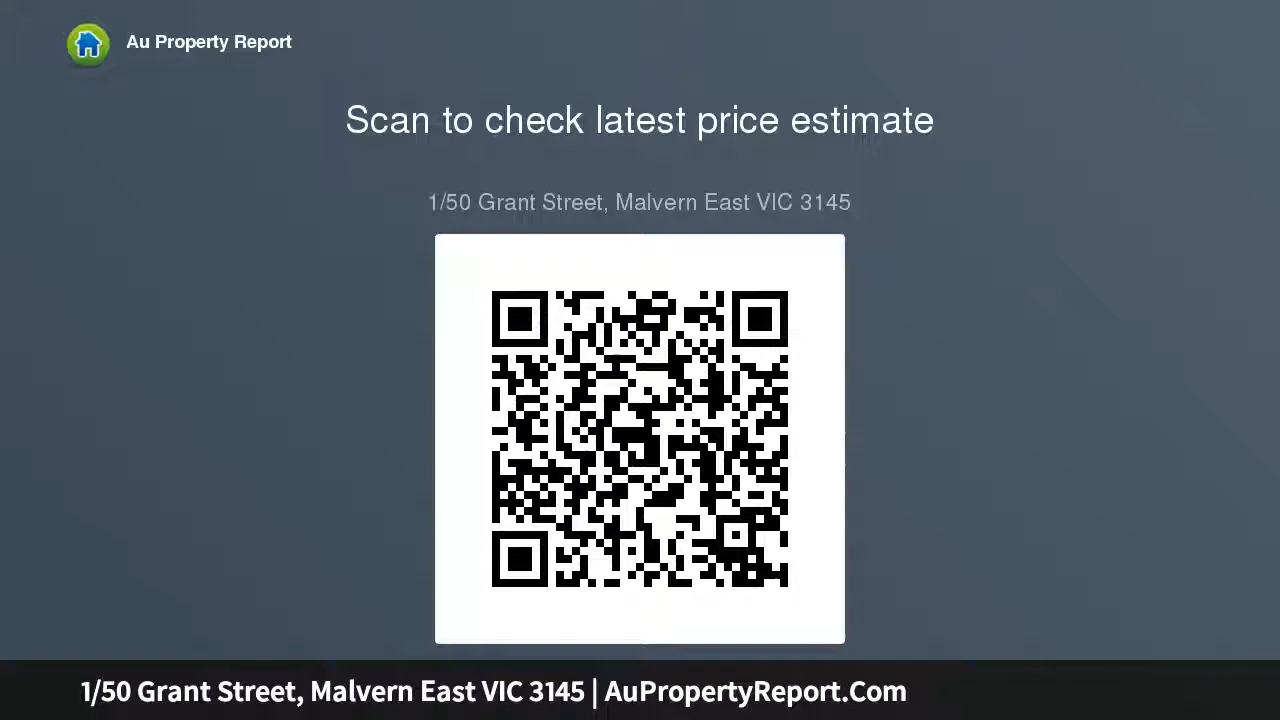 Au Property Report
Scan to check latest price estimate
1/50 Grant Street, Malvern East VIC 3145
1/50 Grant Street, Malvern East VIC 3145 | AuPropertyReport.Com